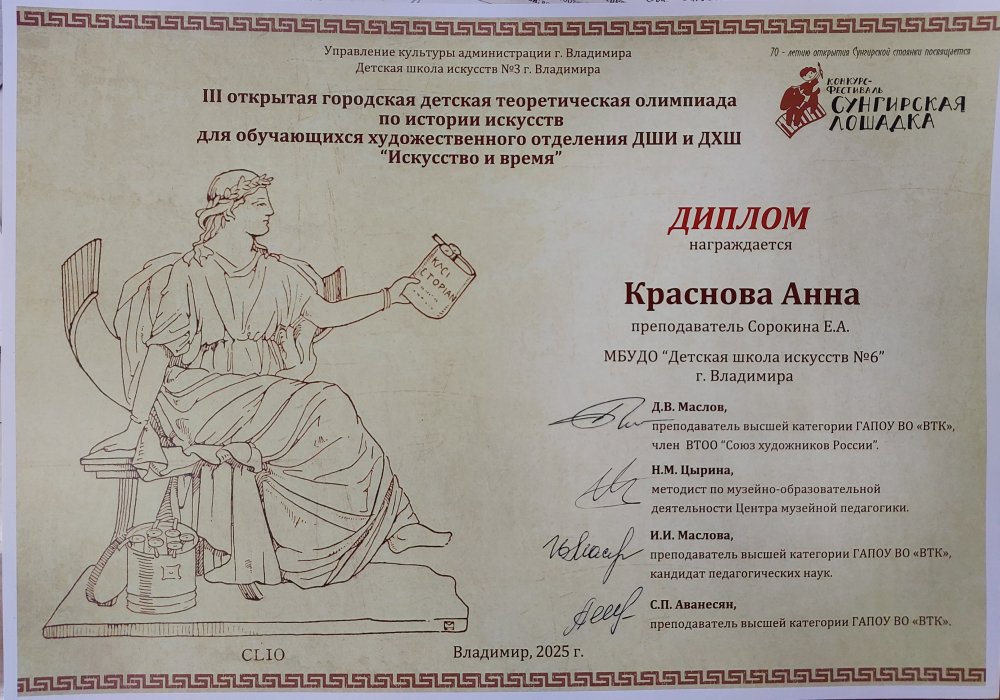 Управление культуры администрации г. Владимира
Детская школа искусств №3 г. Владимира
70 - летию открытия Сунгирской стоянки посвящается
КОНКУРС-
ФЕСТИВАЛЬ
СУНГИРСКАЯ
ЛОШАДКА
III открытая городская детская теоретическая олимпиада
по истории искусств
для обучающихся художественного отделения ДШИ и ДХШ
“Искусство и время”
ДИПЛОМ
награждается
Краснова Анна
преподаватель Сорокина Е.А.
МБУДО “Детская школа искусств №6”
г. Владимира
Д.В. Маслов,
преподаватель высшей категории ГАПОУ ВО «ВТК»,
член ВТОО “Союз художников России”.
Н.М. Цырина,
методист по музейно-образовательной
деятельности Центра музейной педагогики.
И.И. Маслова,
преподаватель высшей категории ГАПОУ ВО «ВТК»,
кандидат педагогических наук.
С.П. Аванесян,
преподаватель высшей категории ГАПОУ ВО «ВТК».
CLIO
Владимир, 2025 г.